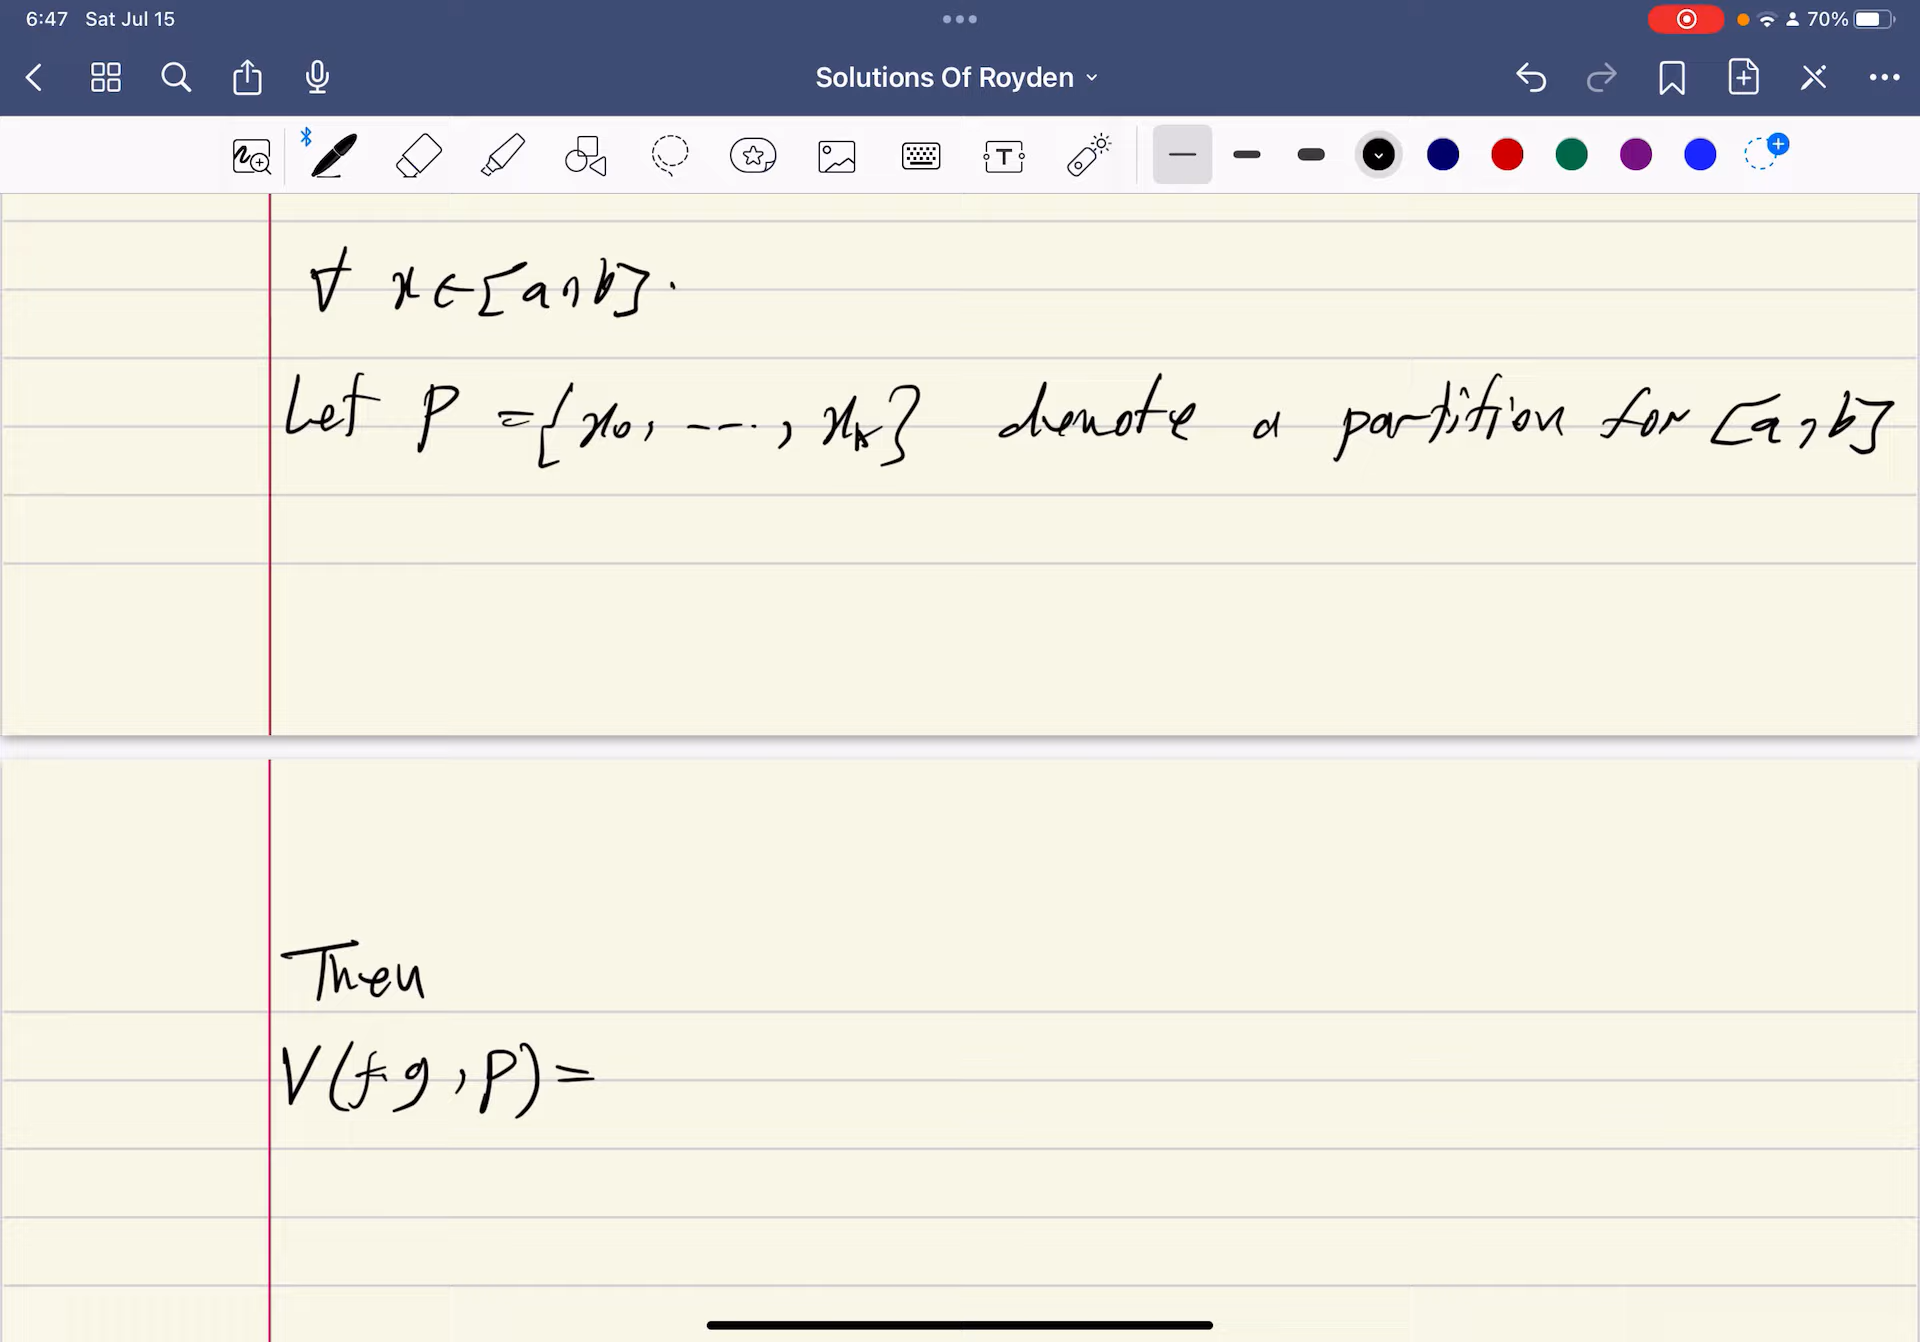 6:47 Sat Jul 15
70%
Solutions Of Royden
T
∀ x∈[a,b].
Let P ={x₀, ---., xₖ} denote a partition for [a,b]
Then
V(fg,P)=